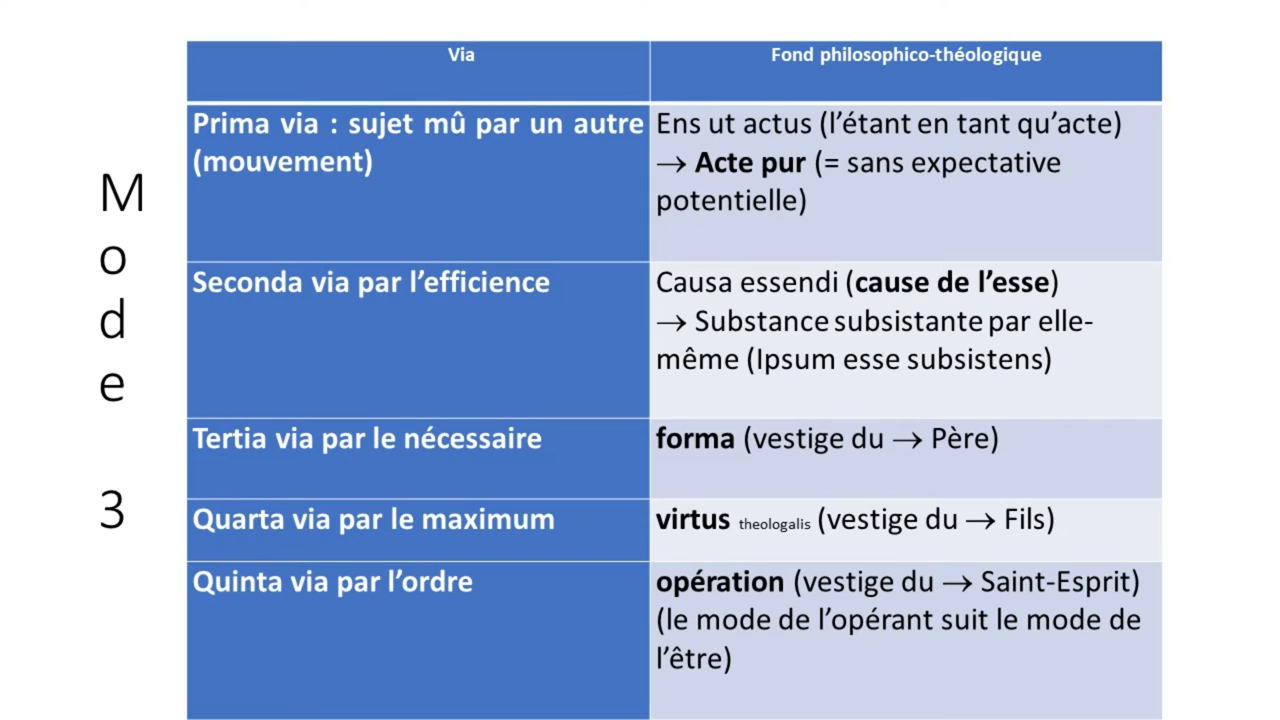 Mode 3
Via
Fond philosophico-théologique
Prima via : sujet mû par un autre
(mouvement)
Ens ut actus (l’étant en tant qu’acte)
→ Acte pur (= sans expectative
potentielle)
Seconda via par l’efficience
Causa essendi (cause de l’esse)
→ Substance subsistante par elle-
même (Ipsum esse subsistens)
Tertia via par le nécessaire
forma (vestige du → Père)
Quarta via par le maximum
virtus theologalis (vestige du → Fils)
Quinta via par l’ordre
opération (vestige du → Saint-Esprit)
(le mode de l’opérant suit le mode de
l’être)